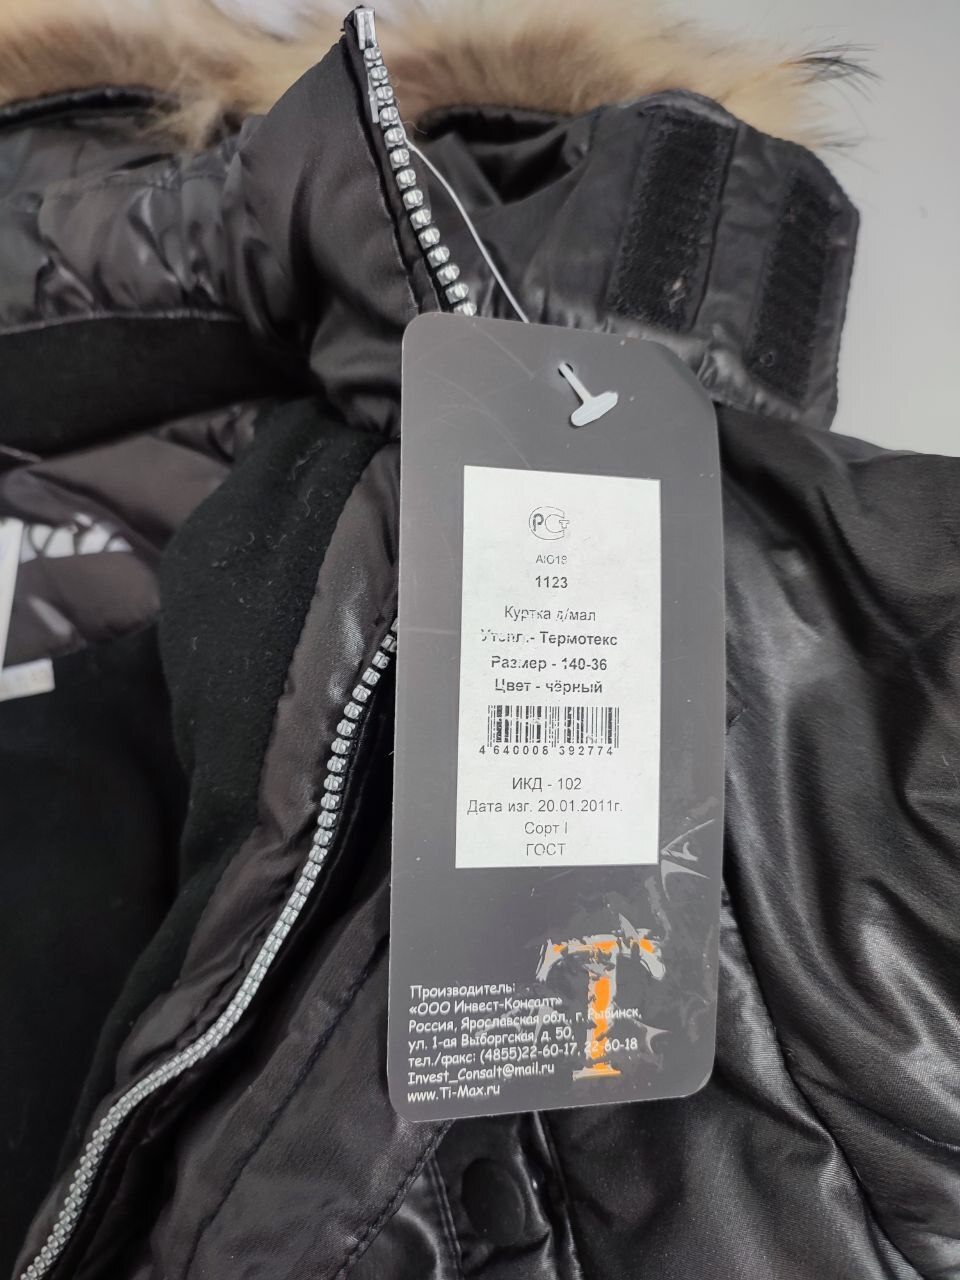 АЮ18
1123
Куртка д/мал
Утепл.- Термотекс
Размер - 140-36
Цвет - чёрный
4 640008 392774
ИКД - 102
Дата изг. 20.01.2011г.
Сорт I
ГОСТ
Производитель:
«ООО Инвест-Консалт»
Россия, Ярославская обл., г. Рыбинск,
ул. 1-ая Выборгская, д. 50,
тел./факс: (4855)22-60-17, 22-60-18
Invest_Consalt@mail.ru
www.Ti-Max.ru